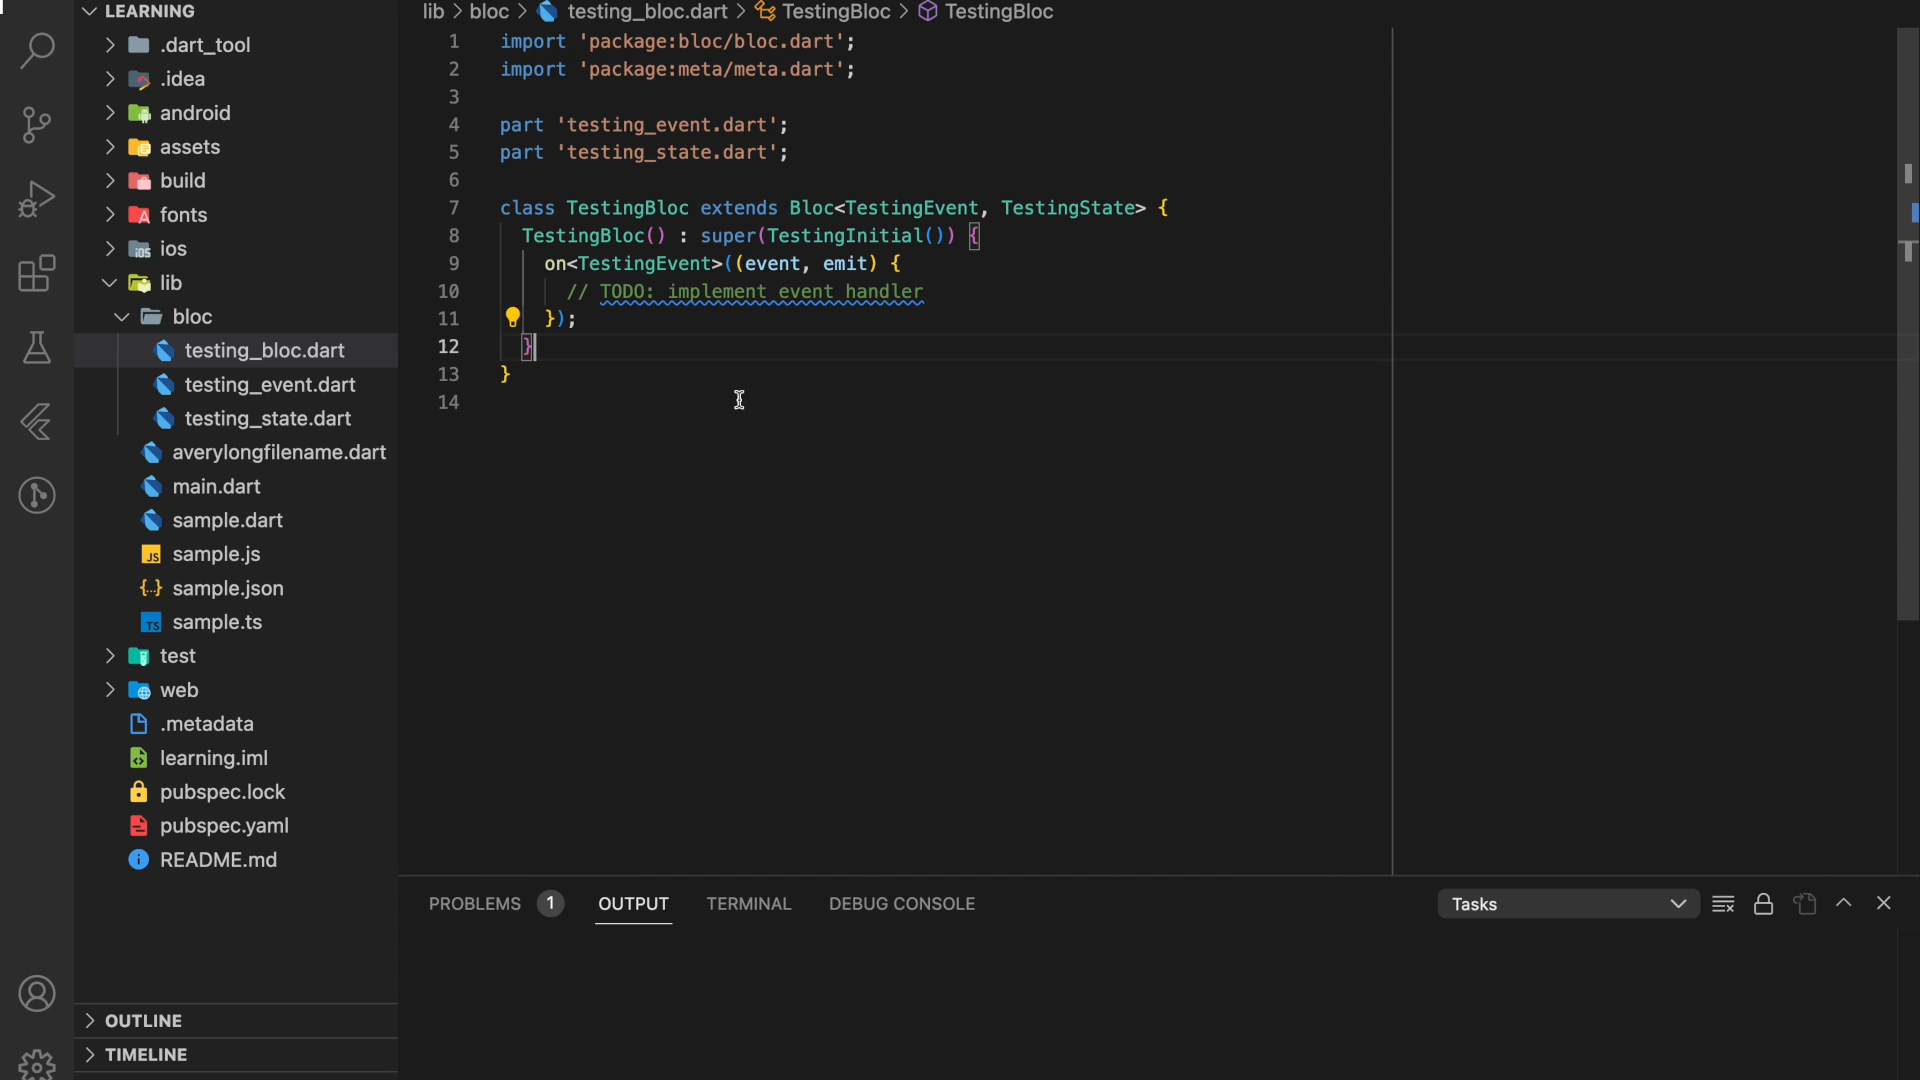 LEARNING
.dart_tool
.idea
android
assets
build
fonts
ios
lib
bloc
testing_bloc.dart
testing_event.dart
testing_state.dart
averylongfilename.dart
main.dart
sample.dart
sample.js
sample.json
sample.ts
test
web
.metadata
learning.iml
pubspec.lock
pubspec.yaml
README.md
OUTLINE
TIMELINE
lib > bloc > testing_bloc.dart > TestingBloc > TestingBloc
1 import 'package:bloc/bloc.dart';
2 import 'package:meta/meta.dart';
3
4 part 'testing_event.dart';
5 part 'testing_state.dart';
6
7 class TestingBloc extends Bloc<TestingEvent, TestingState> {
8 TestingBloc() : super(TestingInitial()) {
9 on<TestingEvent>((event, emit) {
10 // TODO: implement event handler
11 });
12 }
13 }
14
PROBLEMS 1 OUTPUT TERMINAL DEBUG CONSOLE Tasks